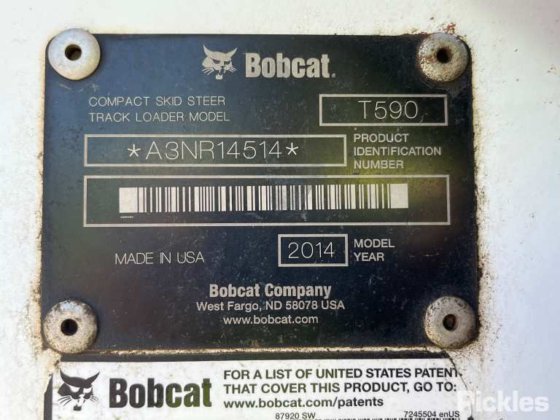 Bobcat.
COMPACT SKID STEER
TRACK LOADER MODEL
T590
*A3NR14514*
PRODUCT
IDENTIFICATION
NUMBER
MADE IN USA
2014
MODEL
YEAR
Bobcat Company
West Fargo, ND 58078 USA
www.bobcat.com
Bobcat
FOR A LIST OF UNITED STATES PATENT
THAT COVER THIS PRODUCT, GO TO:
www.bobcat.com/patents
87920 SW
7245504 enUS
Pickles